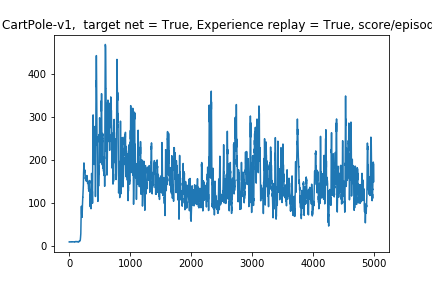 CartPole-v1, target net = True, Experience replay = True, score/episod
400
300
200
100
0
0 1000 2000 3000 4000 5000